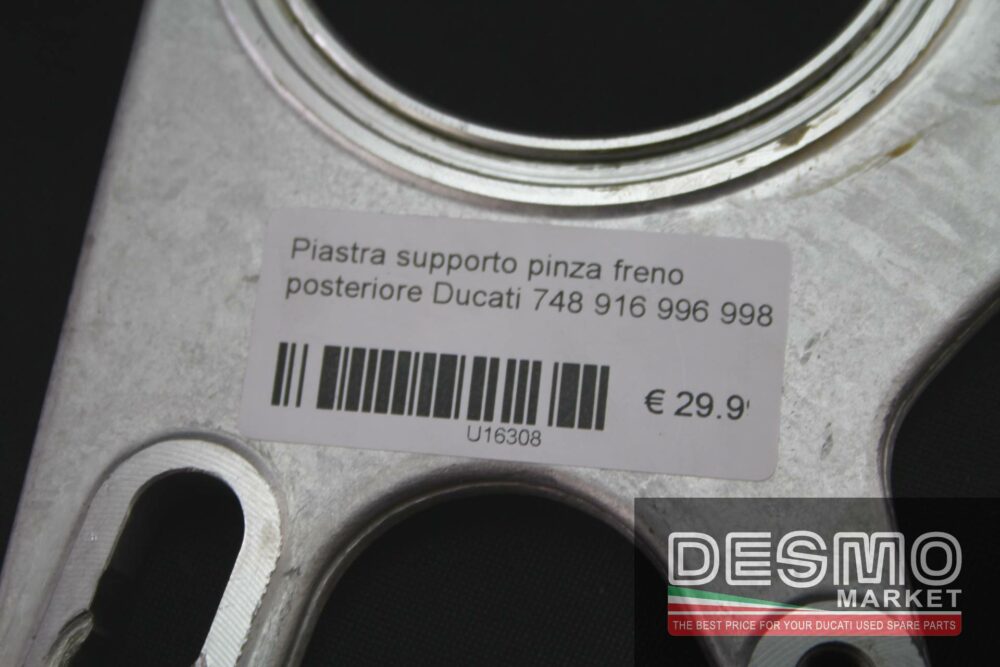 Piastra supporto pinza freno
posteriore Ducati 748 916 996 998
€ 29.9
U16308
DESMO
MARKET
THE BEST PRICE FOR YOUR DUCATI USED SPARE PARTS